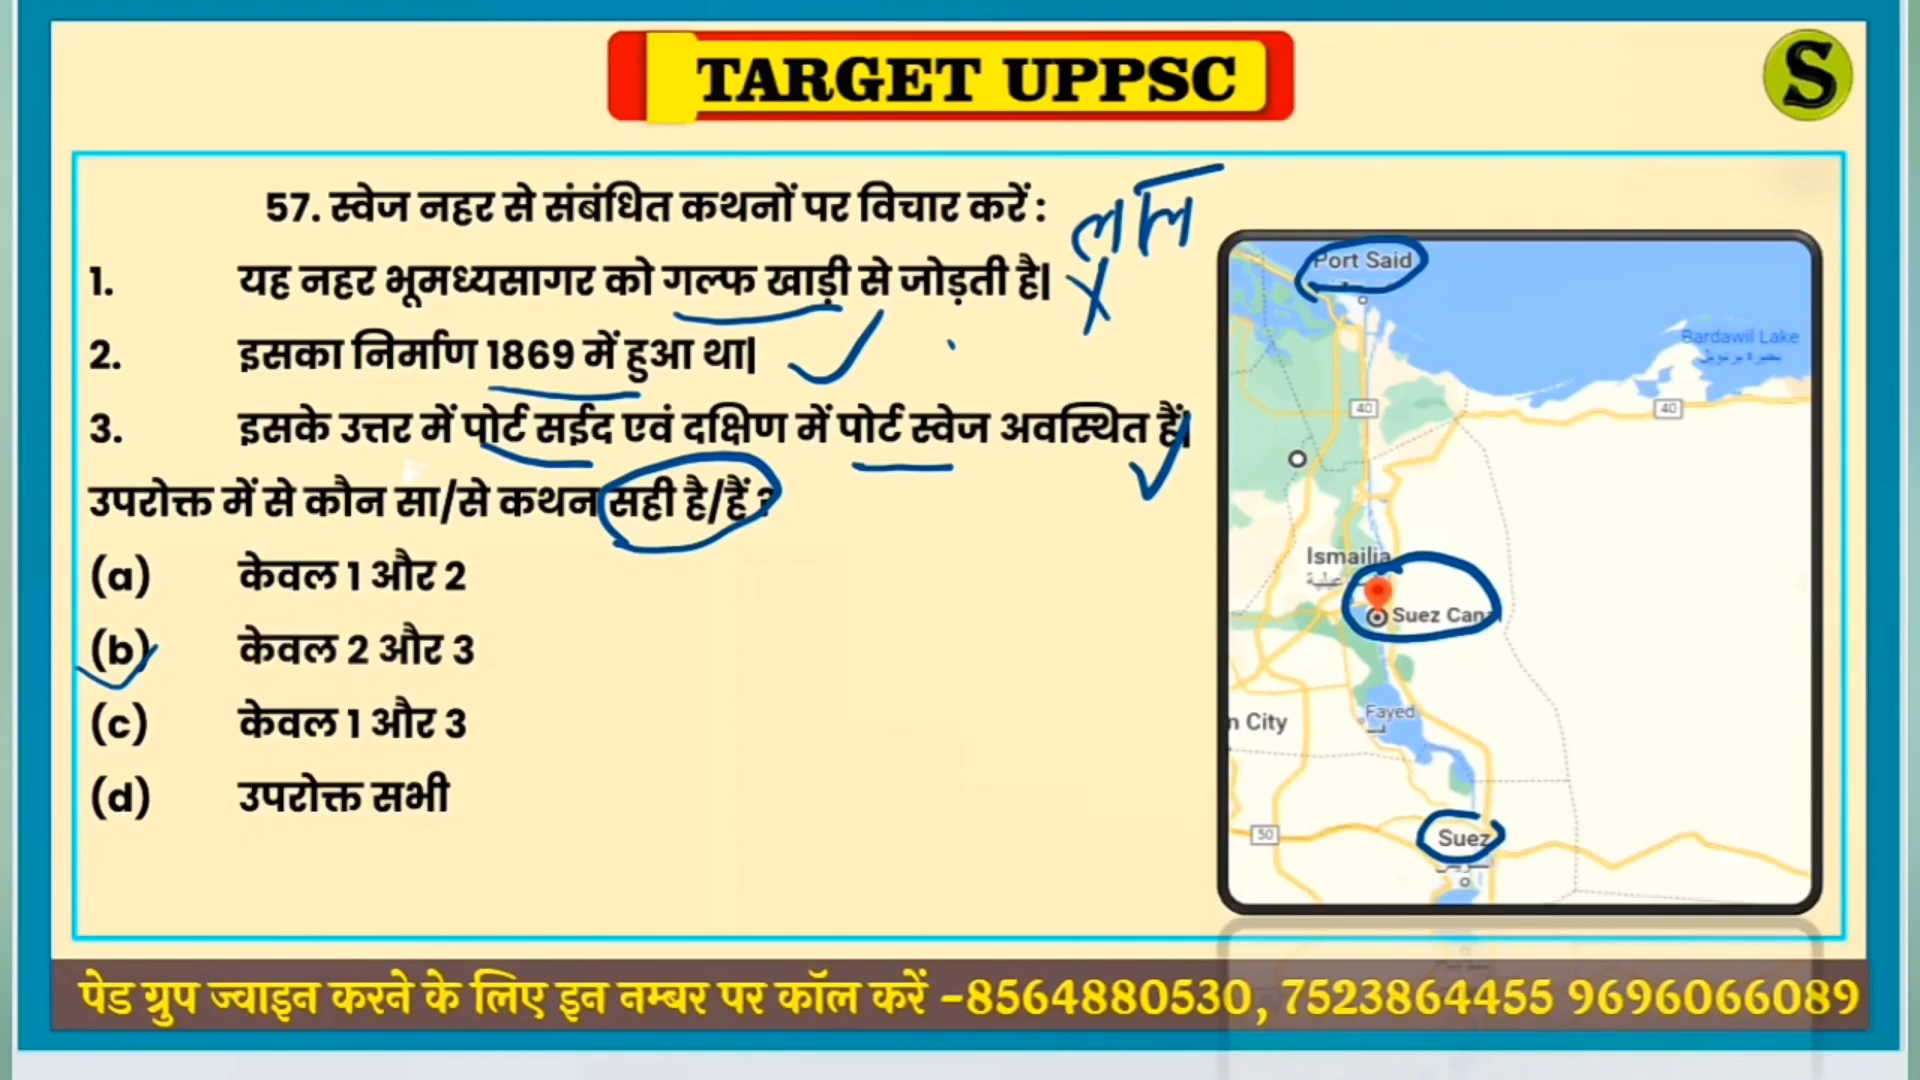 TARGET UPPSC
S
57. स्वेज नहर से संबंधित कथनों पर विचार करें :
लाल
1. यह नहर भूमध्यसागर को गल्फ खाड़ी से जोड़ती है|
2. इसका निर्माण 1869 में हुआ था|
3. इसके उत्तर में पोर्ट सईद एवं दक्षिण में पोर्ट स्वेज अवस्थित हैं|
उपरोक्त में से कौन सा/से कथन सही है/हैं ?
(a) केवल 1 और 2
(b) केवल 2 और 3
(c) केवल 1 और 3
(d) उपरोक्त सभी
Port Said
Bardawil Lake
بحيرة بردويل
40
40
Ismailia
Suez Can
Fayed
n City
50
Suez
पेड ग्रुप ज्वाइन करने के लिए इन नम्बर पर कॉल करें -8564880530, 7523864455 9696066089